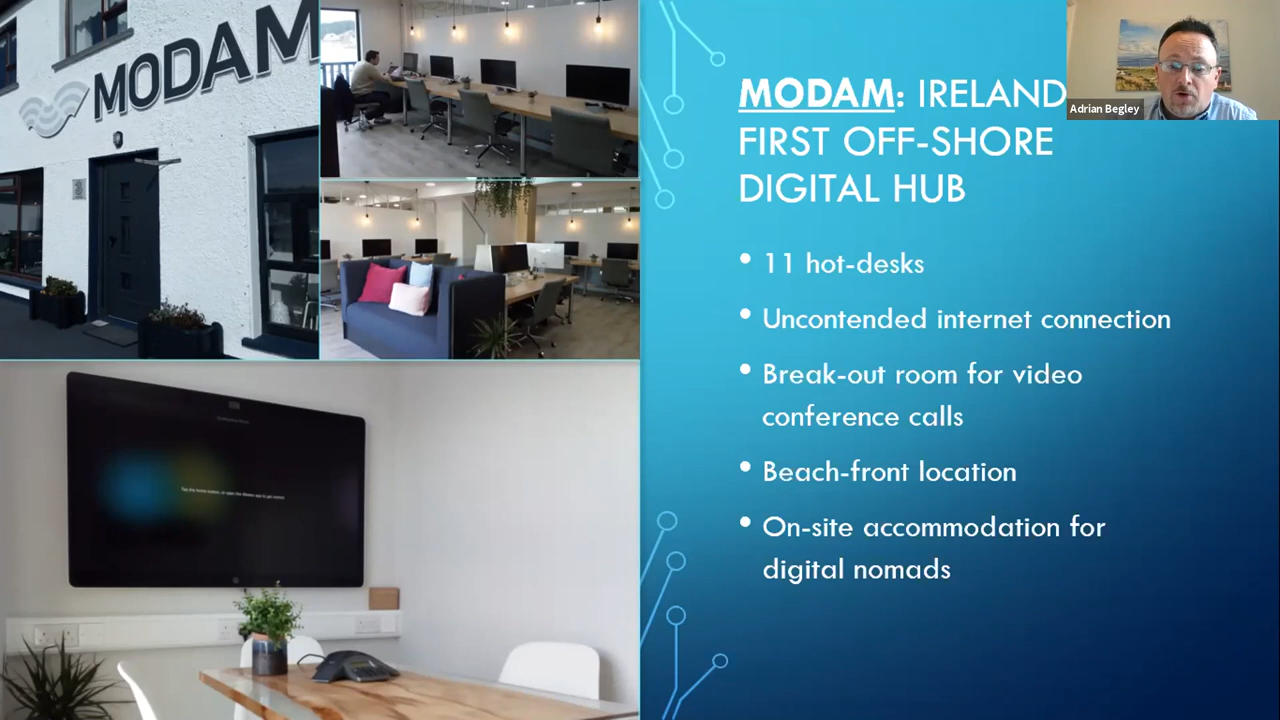 MODAM
MODAM: IRELAND
FIRST OFF-SHORE
DIGITAL HUB
• 11 hot-desks
• Uncontended internet connection
• Break-out room for video
conference calls
• Beach-front location
• On-site accommodation for
digital nomads
Adrian Begley